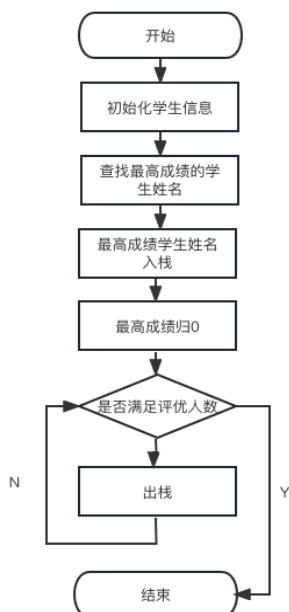 开始
初始化学生信息
查找最高成绩的学
生姓名
最高成绩学生姓名
入栈
最高成绩归0
是否满足评优人数
N
出栈
Y
结束